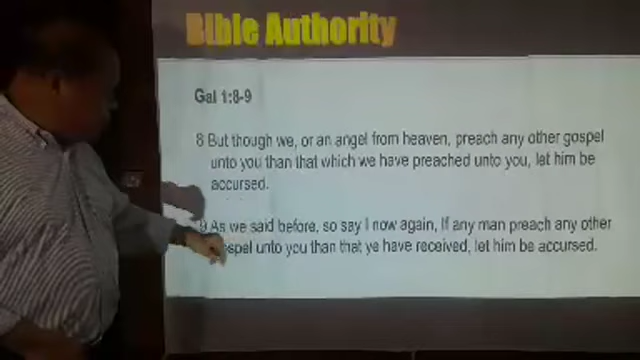 Bible Authority
Gal 1:8-9
8 But though we, or an angel from heaven, preach any other gospel
unto you than that which we have preached unto you, let him be
accursed.
9 As we said before, so say I now again, If any man preach any other
ospel unto you than that ye have received, let him be accursed.